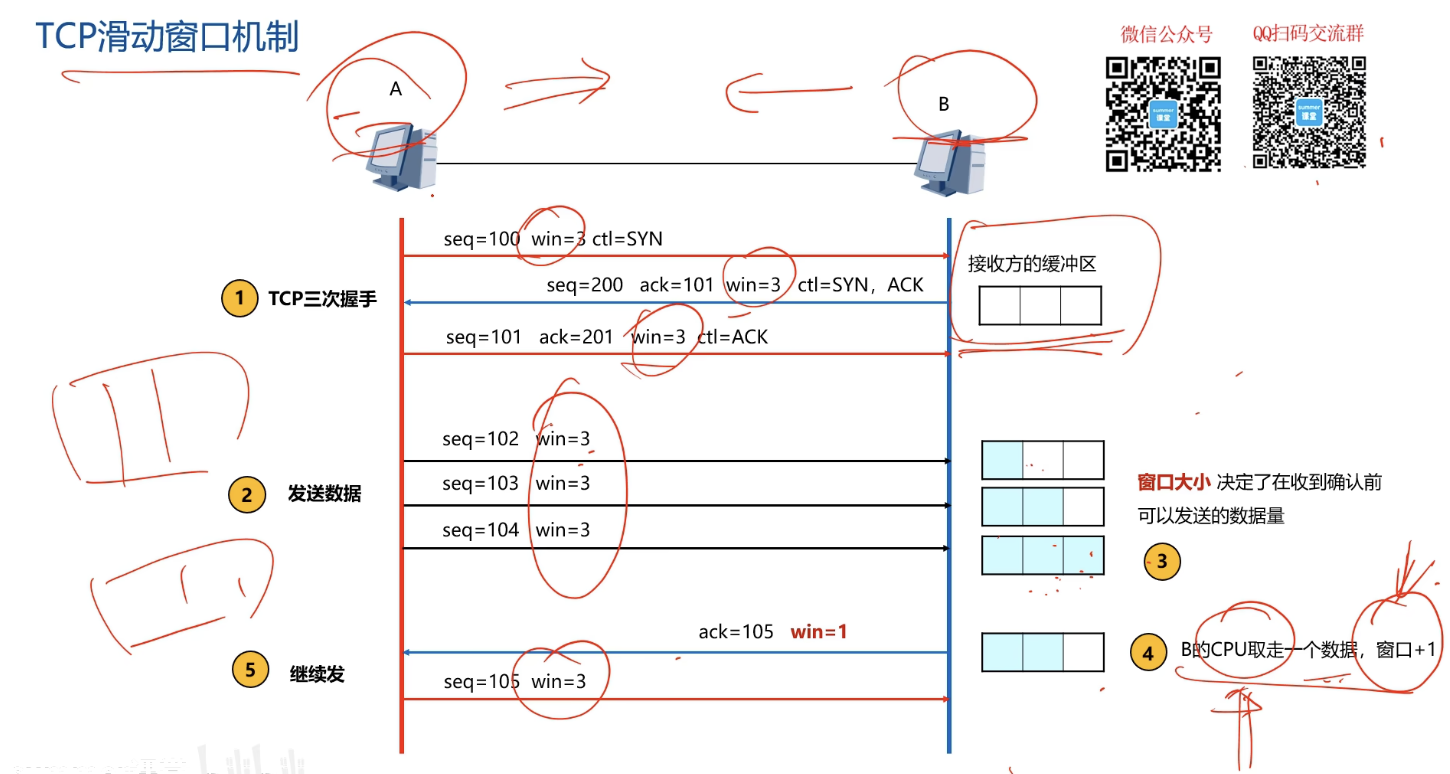 TCP滑动窗口机制
微信公众号
QQ扫码交流群
summer
课堂
summer
课堂
A
B
seq=100 win=3 ctl=SYN
接收方的缓冲区
seq=200 ack=101 win=3 ctl=SYN，ACK
1 TCP三次握手
seq=101 ack=201 win=3 ctl=ACK
seq=102 win=3
seq=103 win=3
2 发送数据
窗口大小 决定了在收到确认前
可以发送的数据量
seq=104 win=3
3
ack=105 win=1
4 B的CPU取走一个数据，窗口+1
5 继续发
seq=105 win=3